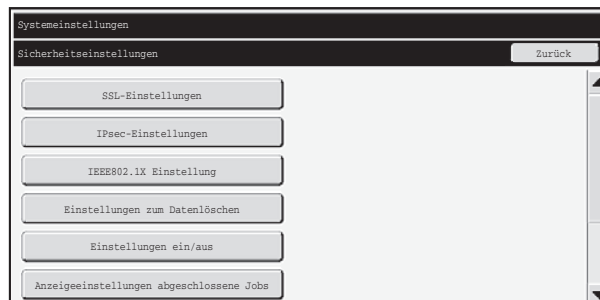 Systemeinstellungen
Sicherheitseinstellungen
Zurück
SSL-Einstellungen
IPsec-Einstellungen
IEEE802.1X Einstellung
Einstellungen zum Datenlöschen
Einstellungen ein/aus
Anzeigeeinstellungen abgeschlossene Jobs